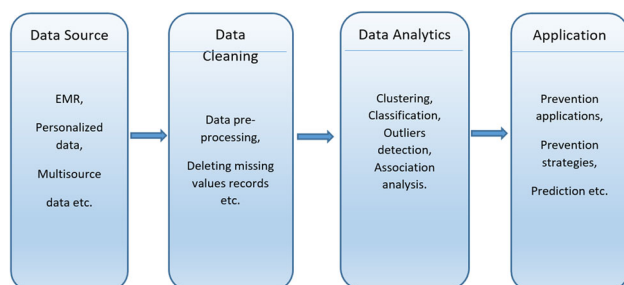 Data Source
EMR,
Personalized
data,
Multisource
data etc.
Data
Cleaning
Data pre-
processing,
Deleting missing
values records
etc.
Data Analytics
Clustering,
Classification,
Outliers
detection,
Association
analysis.
Application
Prevention
applications,
Prevention
strategies,
Prediction etc.